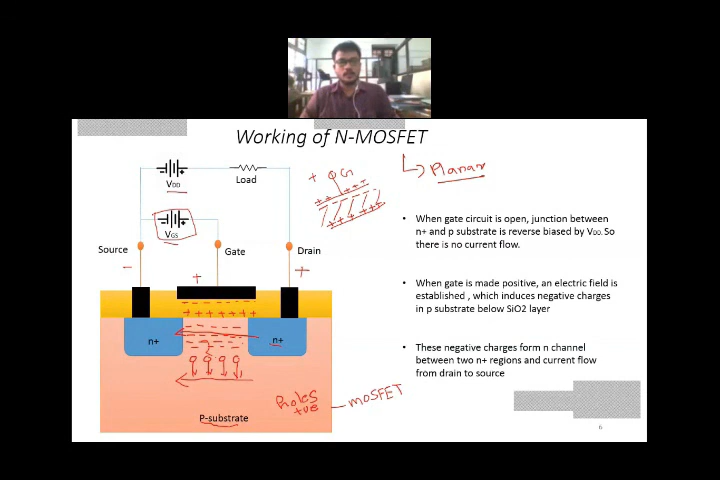 Working of N-MOSFET
Planar
VDD
Load
+ G
VGS
Source
Gate
Drain
- + +
When gate circuit is open, junction between
n+ and p substrate is reverse biased by VDD. So
there is no current flow.
When gate is made positive, an electric field is
established , which induces negative charges
in p substrate below SiO2 layer
These negative charges form n channel
between two n+ regions and current flow
from drain to source
n+
n+
P-substrate
Holes
+ve
MOSFET
6